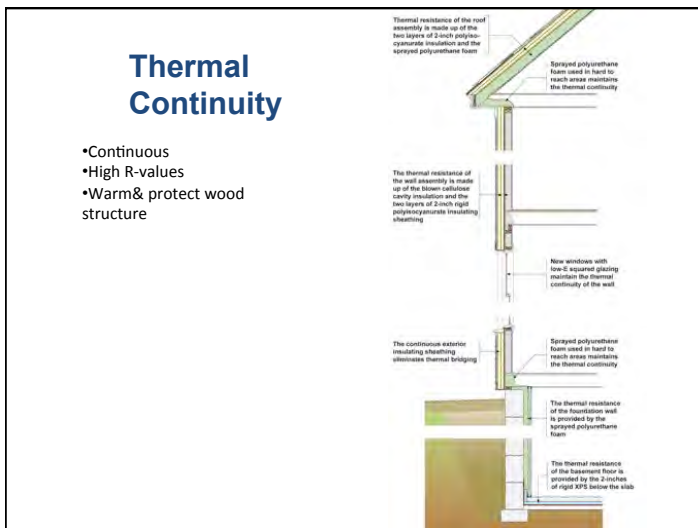 Thermal
Continuity
•Continuous
•High R-values
•Warm& protect wood
structure
Thermal resistance of the roof
assembly is made up of the
two layers of 2-inch polyiso-
cyanurate insulation and the
sprayed polyurethane foam
Sprayed polyurethane
foam used in hard to
reach areas maintains
the thermal continuity
The thermal resistance of
the wall assembly is made
up of the blown cellulose
cavity insulation and the
two layers of 2-inch rigid
polyisocyanurate insulating
sheathing
New windows with
low-E squared glazing
maintain the thermal
continuity of the wall
The continuous exterior
insulating sheathing
eliminates thermal bridging
Sprayed polyurethane
foam used in hard to
reach areas maintains
the thermal continuity
The thermal resistance
of the foundation wall
is provided by the
sprayed polyurethane
foam
The thermal resistance
of the basement floor is
provided by the 2-inches
of rigid XPS below the slab